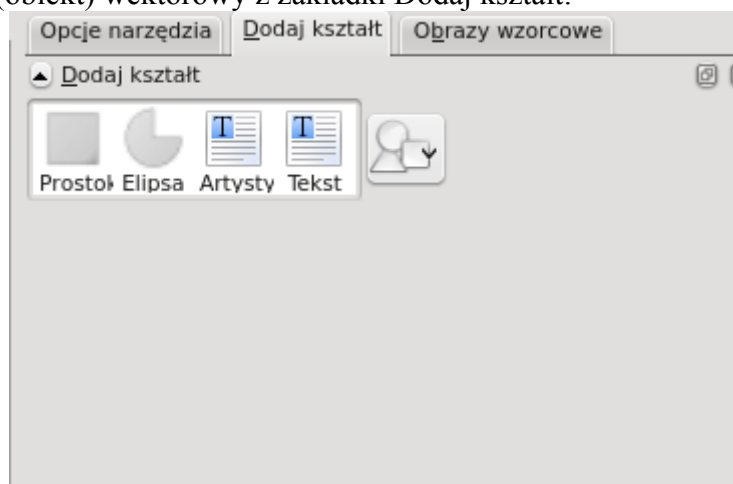 (obiekt) wektorowy z zakładki Dodaj kształt.
Opcje narzędzia Dodaj kształt Obrazy wzorcowe
Dodaj kształt
T T
Prostok Elipsa Artysty Tekst